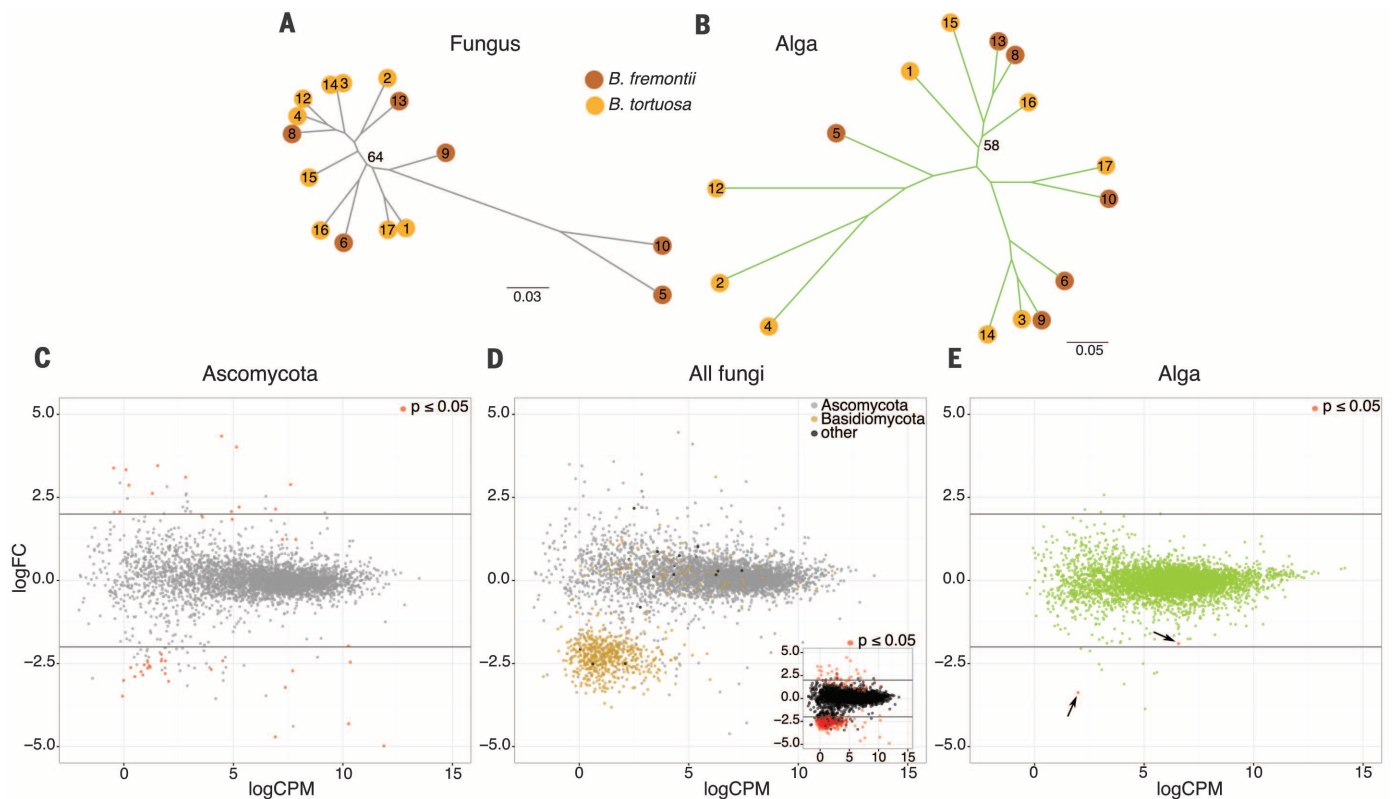 A
Fungus
B. fremontii
B. tortuosa
14 3 2
12 13
4
8
64 9
15
16 6 17 1
10
5
0.03
B
Alga
15
13
8
1
16
5
58
17
12
10
2
6
4
3 9
14
0.05
C
Ascomycota
p ≤ 0.05
5.0
2.5
0.0
−2.5
−5.0
logFC
0 5 10 15
logCPM
D
All fungi
Ascomycota
Basidiomycota
other
5.0
2.5
0.0
−2.5
−5.0
p ≤ 0.05
5.0
2.5
0.0
−2.5
−5.0
0 5 10 15
0 5 10 15
logCPM
E
Alga
p ≤ 0.05
5.0
2.5
0.0
−2.5
−5.0
0 5 10 15
logCPM